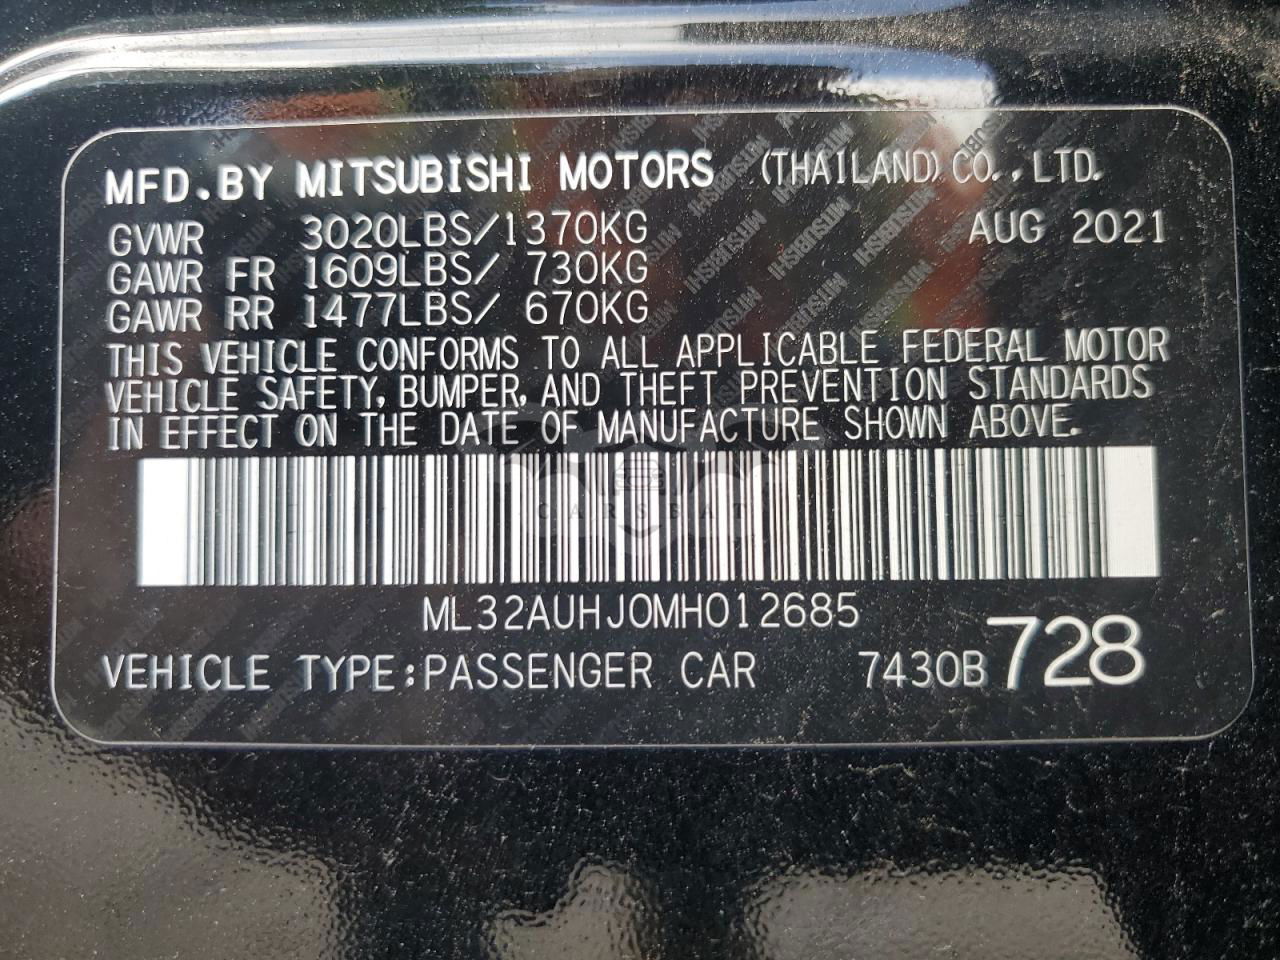 MFD.BY MITSUBISHI MOTORS (THAILAND) CO.,LTD.
GVWR 3020LBS/1370KG AUG 2021
GAWR FR 1609LBS/ 730KG
GAWR RR 1477LBS/ 670KG
THIS VEHICLE CONFORMS TO ALL APPLICABLE FEDERAL MOTOR
VEHICLE SAFETY, BUMPER, AND THEFT PREVENTION STANDARDS
IN EFFECT ON THE DATE OF MANUFACTURE SHOWN ABOVE.
CARSGAT
ML32AUHJ0MH012685
VEHICLE TYPE:PASSENGER CAR 7430B 728